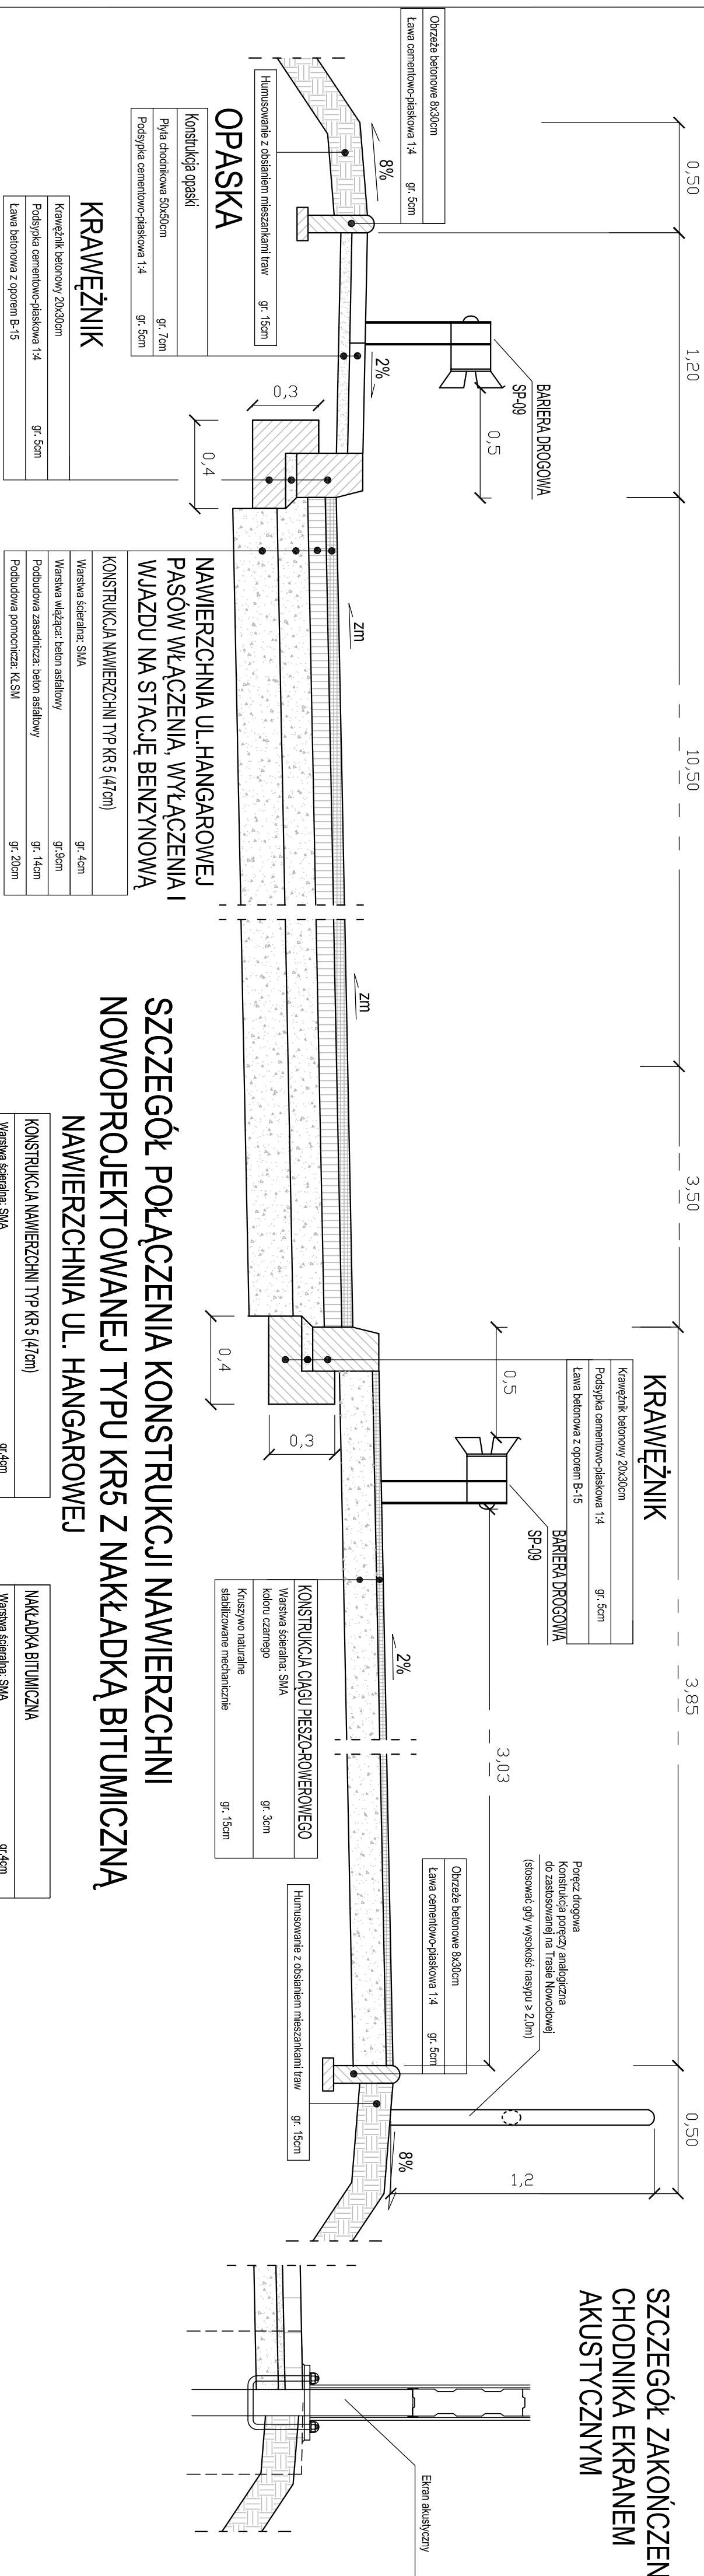 0,50
1,20
10,50
3,50
3,85
0,50
Obrzeże betonowe 8x30cm
Ława cementowo-piaskowa 1:4 gr. 5cm
8%
Humusowanie z obsianiem mieszankami traw gr. 15cm
OPASKA
Konstrukcja opaski
Płyta chodnikowa 50x50cm gr. 7cm
Podsypka cementowo-piaskowa 1:4 gr. 5cm
2%
BARIERA DROGOWA
SP-09
0,5
0,3
0,4
KRAWĘŻNIK
Krawężnik betonowy 20x30cm
Podsypka cementowo-piaskowa 1:4 gr. 5cm
Ława betonowa z oporem B-15
zm
zm
NAWIERZCHNIA UL.HANGAROWEJ
PASÓW WŁĄCZENIA, WYŁĄCZENIA I
WJAZDU NA STACJĘ BENZYNOWĄ
KONSTRUKCJA NAWIERZCHNI TYP KR 5 (47cm)
Warstwa ścieralna: SMA gr. 4cm
Warstwa wiążąca: beton asfaltowy gr.9cm
Podbudowa zasadnicza: beton asfaltowy gr. 14cm
Podbudowa pomocnicza: KŁSM gr. 20cm
KRAWĘŻNIK
Krawężnik betonowy 20x30cm
Podsypka cementowo-piaskowa 1:4 gr. 5cm
Ława betonowa z oporem B-15
0,5
BARIERA DROGOWA
SP-09
0,4
0,3
2%
3,03
KONSTRUKCJA CIĄGU PIESZO-ROWEROWEGO
Warstwa ścieralna: SMA
koloru czarnego gr. 3cm
Kruszywo naturalne
stabilizowane mechanicznie gr. 15cm
Poręcz drogowa
Konstrukcja poręczy analogiczna
do zastosowanej na Trasie Nowoołowej
(stosować gdy wysokość nasypu ≥ 2,0m)
Obrzeże betonowe 8x30cm
Ława cementowo-piaskowa 1:4 gr. 5cm
Humusowanie z obsianiem mieszankami traw gr. 15cm
8%
1,2
SZCZEGÓŁ POŁĄCZENIA KONSTRUKCJI NAWIERZCHNI
NOWOPROJEKTOWANEJ TYPU KR5 Z NAKŁADKĄ BITUMICZNĄ
NAWIERZCHNIA UL. HANGAROWEJ
KONSTRUKCJA NAWIERZCHNI TYP KR 5 (47cm)
Warstwa ścieralna: SMA gr.4cm
NAKŁADKA BITUMICZNA
Warstwa ścieralna: SMA gr.4cm
SZCZEGÓŁ ZAKOŃCZEN
CHODNIKA EKRANEM
AKUSTYCZNYM
Ekran akustyczny